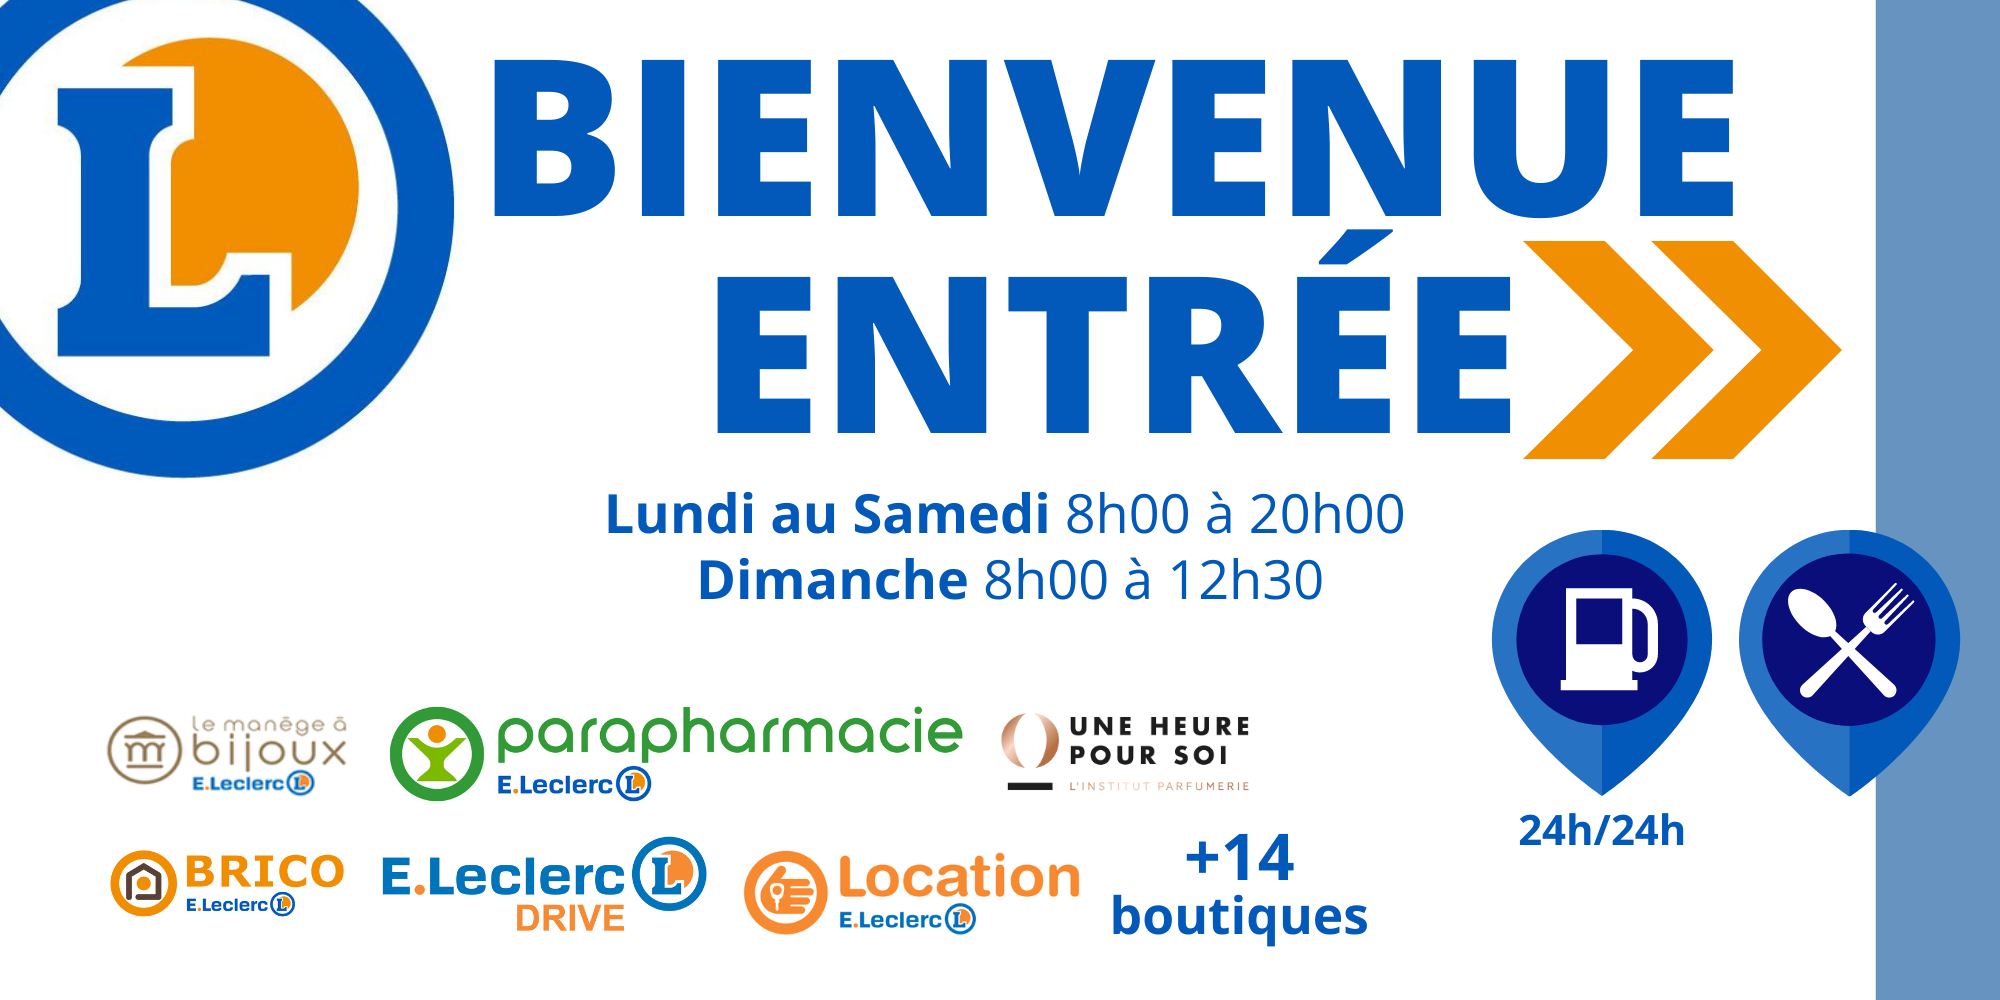 L
BIENVENUE
ENTRÉE
Lundi au Samedi 8h00 à 20h00
Dimanche 8h00 à 12h30
24h/24h
m
le manège à
bijoux
E.Leclerc L
parapharmacie
E.Leclerc L
UNE HEURE
POUR SOI
L'INSTITUT PARFUMERIE
BRICO
E.Leclerc L
E.Leclerc L
DRIVE
Location
E.Leclerc L
+14
boutiques